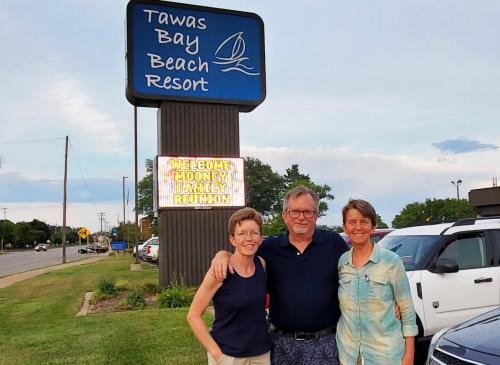 Tawas
Bay
Beach
Resort
WELCOME
MOONEY
FAMILY
REUNION